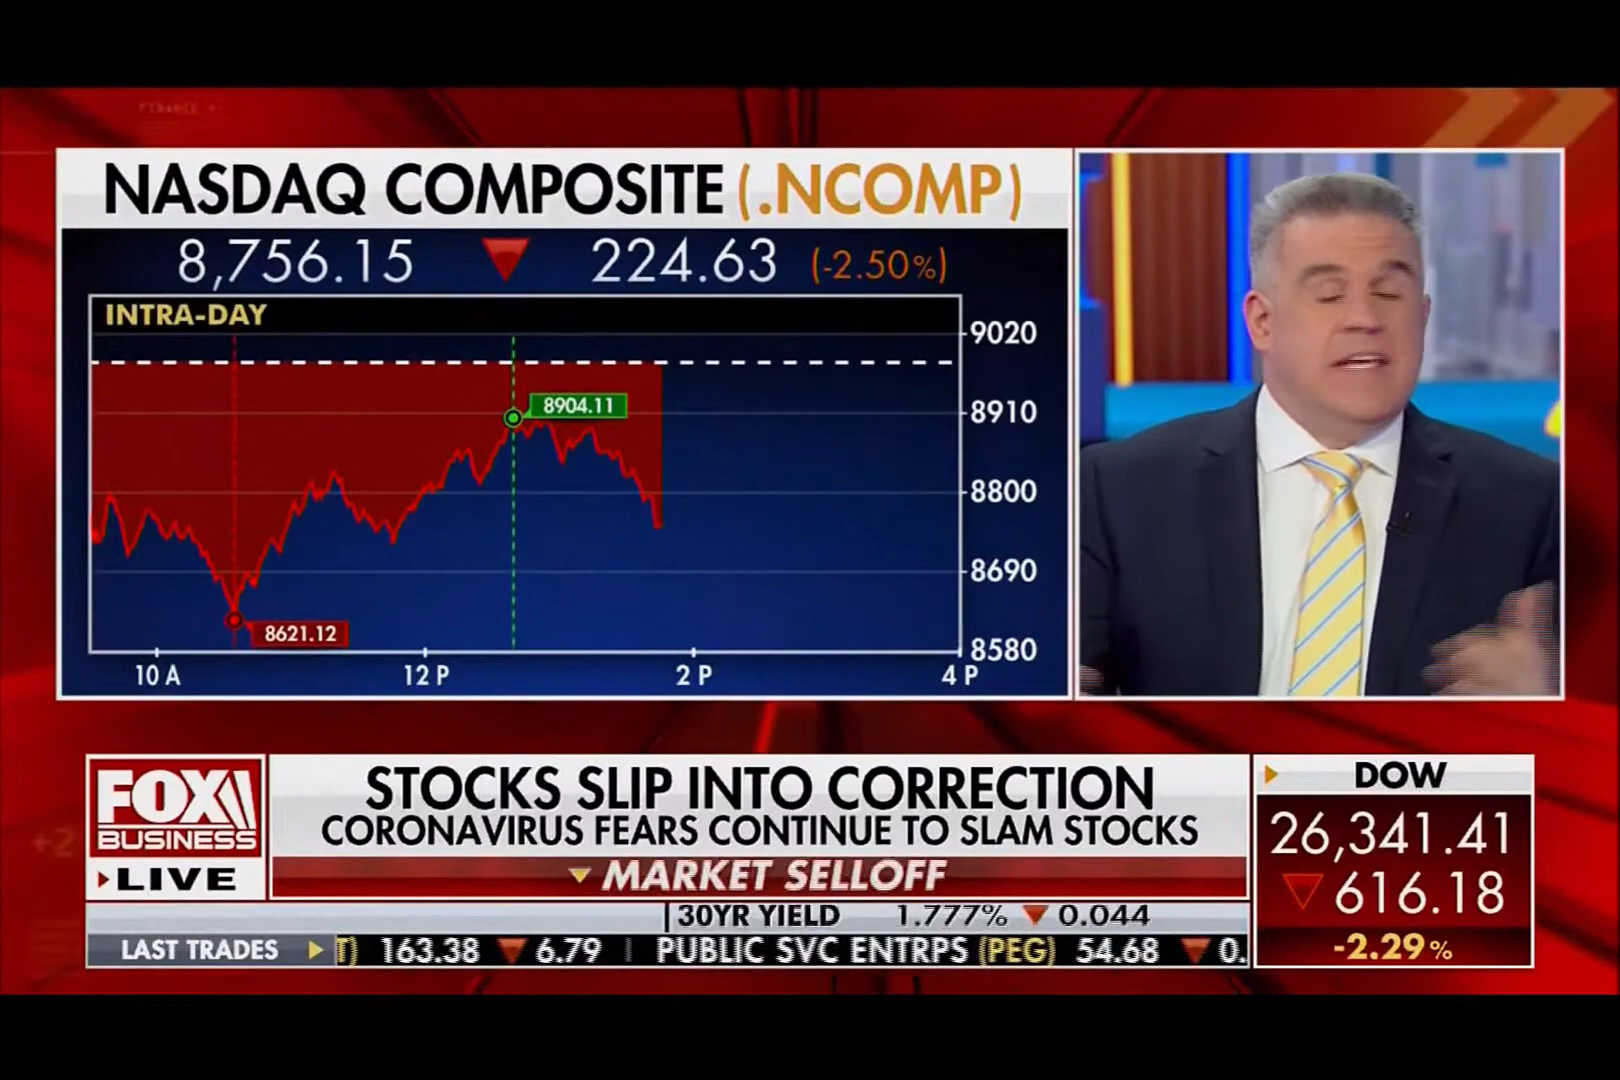 FINANCE
NASDAQ COMPOSITE (.NCOMP)
8,756.15 ▼ 224.63 (-2.50%)
INTRA-DAY
9020
8910
8904.11
8800
8690
8621.12
8580
10 A 12 P 2 P 4 P
FOX
BUSINESS
LIVE
STOCKS SLIP INTO CORRECTION
CORONAVIRUS FEARS CONTINUE TO SLAM STOCKS
MARKET SELLOFF
DOW
26,341.41
▽ 616.18
-2.29%
30YR YIELD 1.777% ▼ 0.044
LAST TRADES T) 163.38 ▼ 6.79 | PUBLIC SVC ENTRPS (PEG) 54.68 ▼ 0.